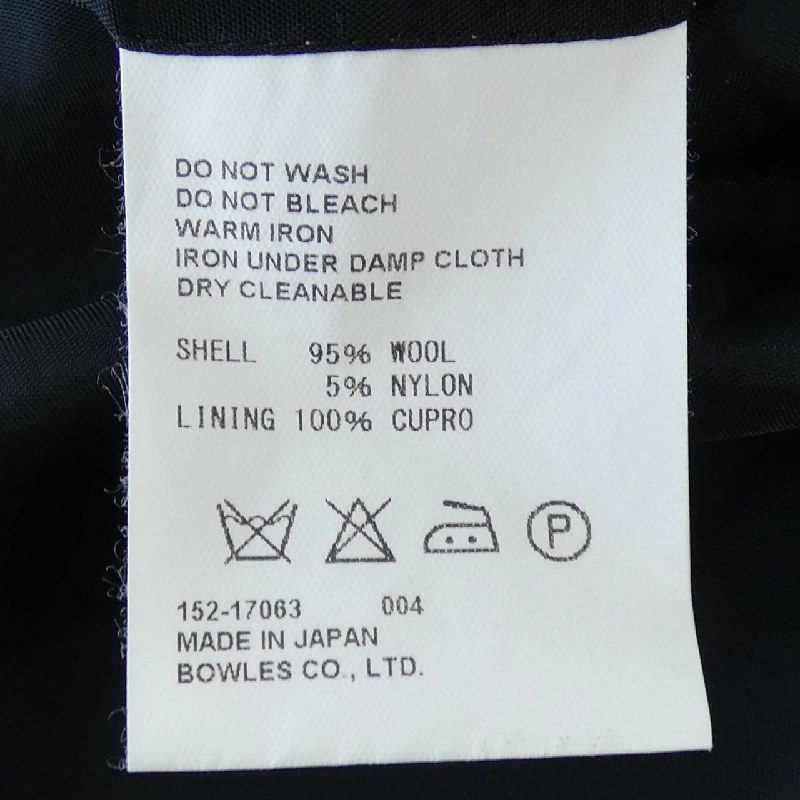 DO NOT WASH
DO NOT BLEACH
WARM IRON
IRON UNDER DAMP CLOTH
DRY CLEANABLE
SHELL 95% WOOL
5% NYLON
LINING 100% CUPRO
P
152-17063 004
MADE IN JAPAN
BOWLES CO., LTD.